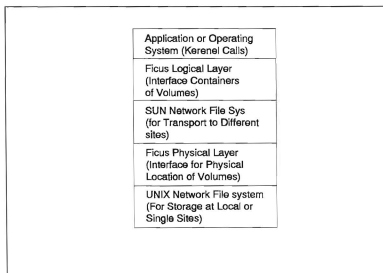 Application or Operating
System (Kerenel Calls)
Ficus Logical Layer
(Interface Containers
of Volumes)
SUN Network File Sys
(for Transport to Different
sites)
Ficus Physical Layer
(Interface for Physical
Location of Volumes)
UNIX Network File system
(For Storage at Local or
Single Sites)